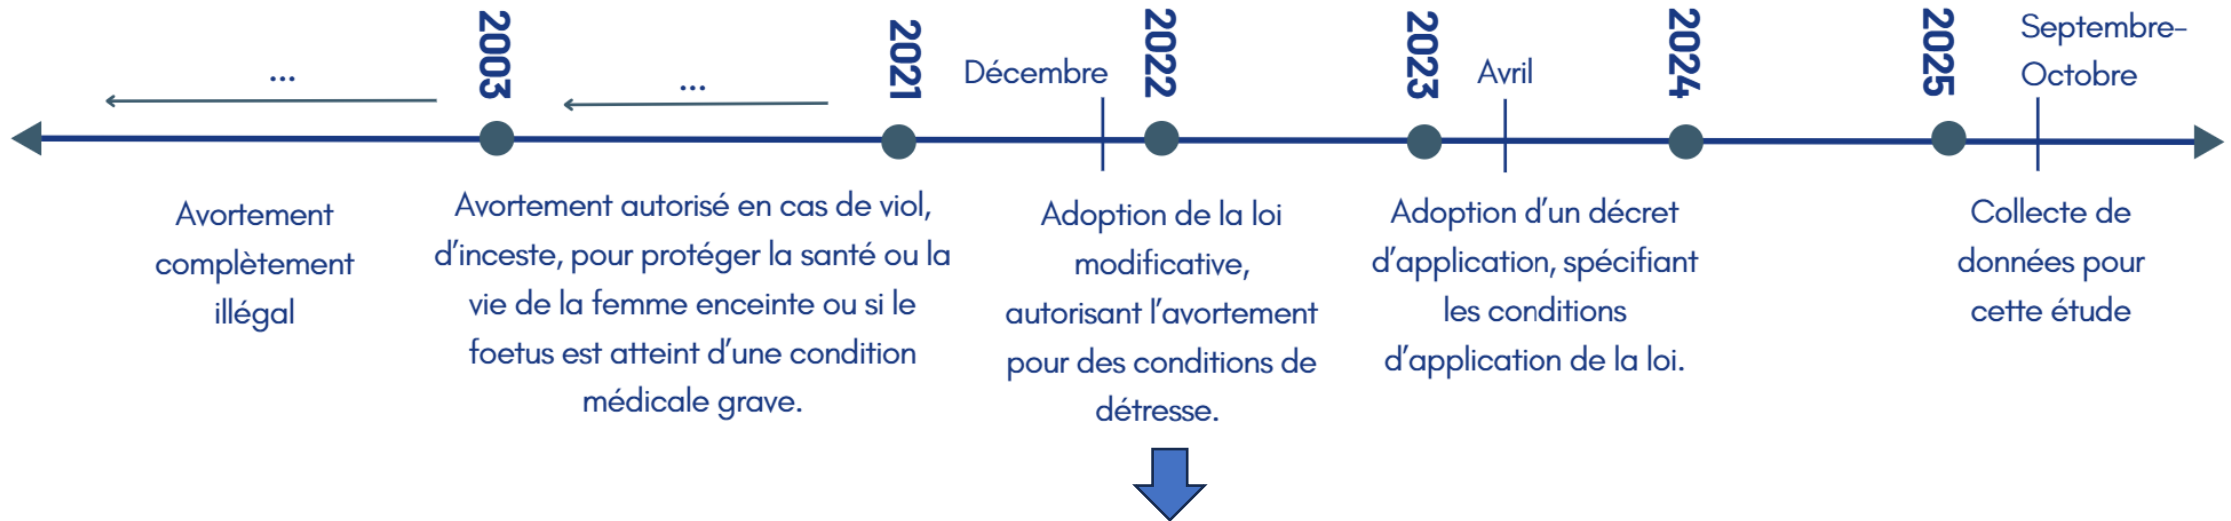 ...
2003
...
2021
Décembre
2022
2023
Avril
2024
2025
Septembre-
Octobre
Avortement
complètement
illégal
Avortement autorisé en cas de viol,
d'inceste, pour protéger la santé ou la
vie de la femme enceinte ou si le
foetus est atteint d'une condition
médicale grave.
Adoption de la loi
modificative,
autorisant l'avortement
pour des conditions de
détresse.
Adoption d'un décret
d'application, spécifiant
les conditions
d'application de la loi.
Collecte de
données pour
cette étude